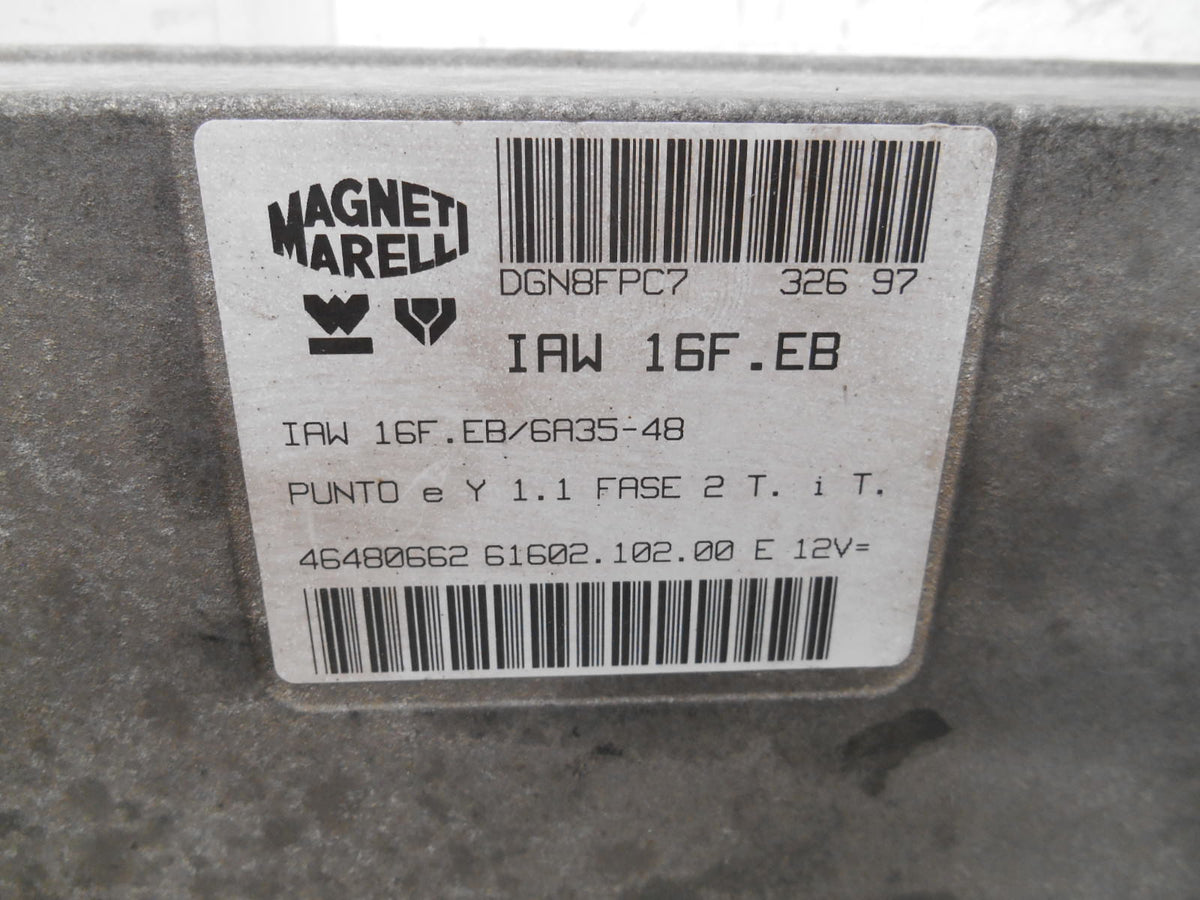 MAGNETI
MARELLI
DGN8FPC7 326 97
IAW 16F.EB
IAW 16F.EB/6A35-48
PUNTO e Y 1.1 FASE 2 T. i T.
46480662 61602.102.00 E 12V=